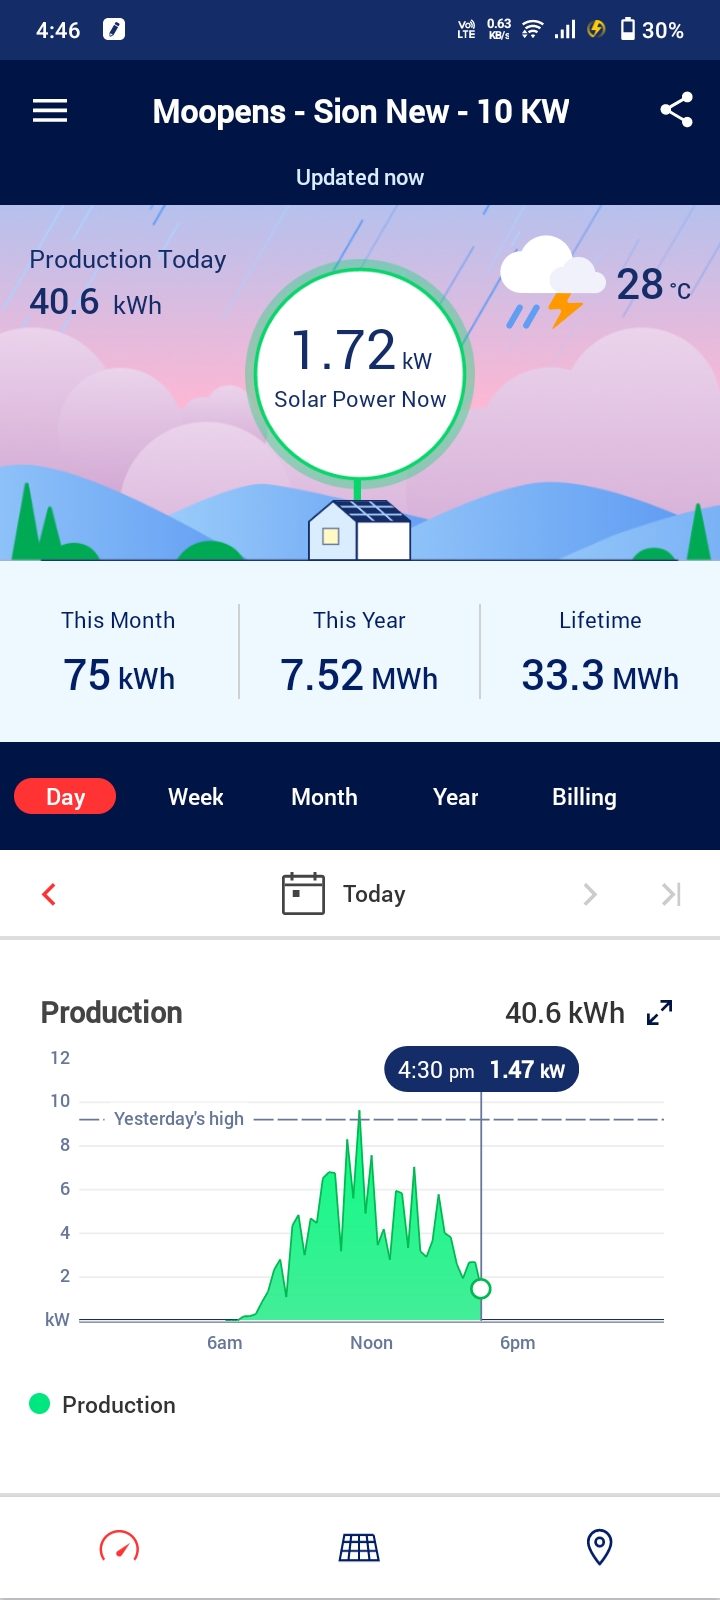 4:46 Vo) LTE 0.63 KB/s 30%
Moopens - Sion New - 10 KW
Updated now
Production Today
40.6 kWh
28 °C
1.72 kW
Solar Power Now
This Month This Year Lifetime
75 kWh 7.52 MWh 33.3 MWh
Day Week Month Year Billing
Today
Production 40.6 kWh
4:30 pm 1.47 kW
12
10
Yesterday's high
8
6
4
2
kW
6am Noon 6pm
Production